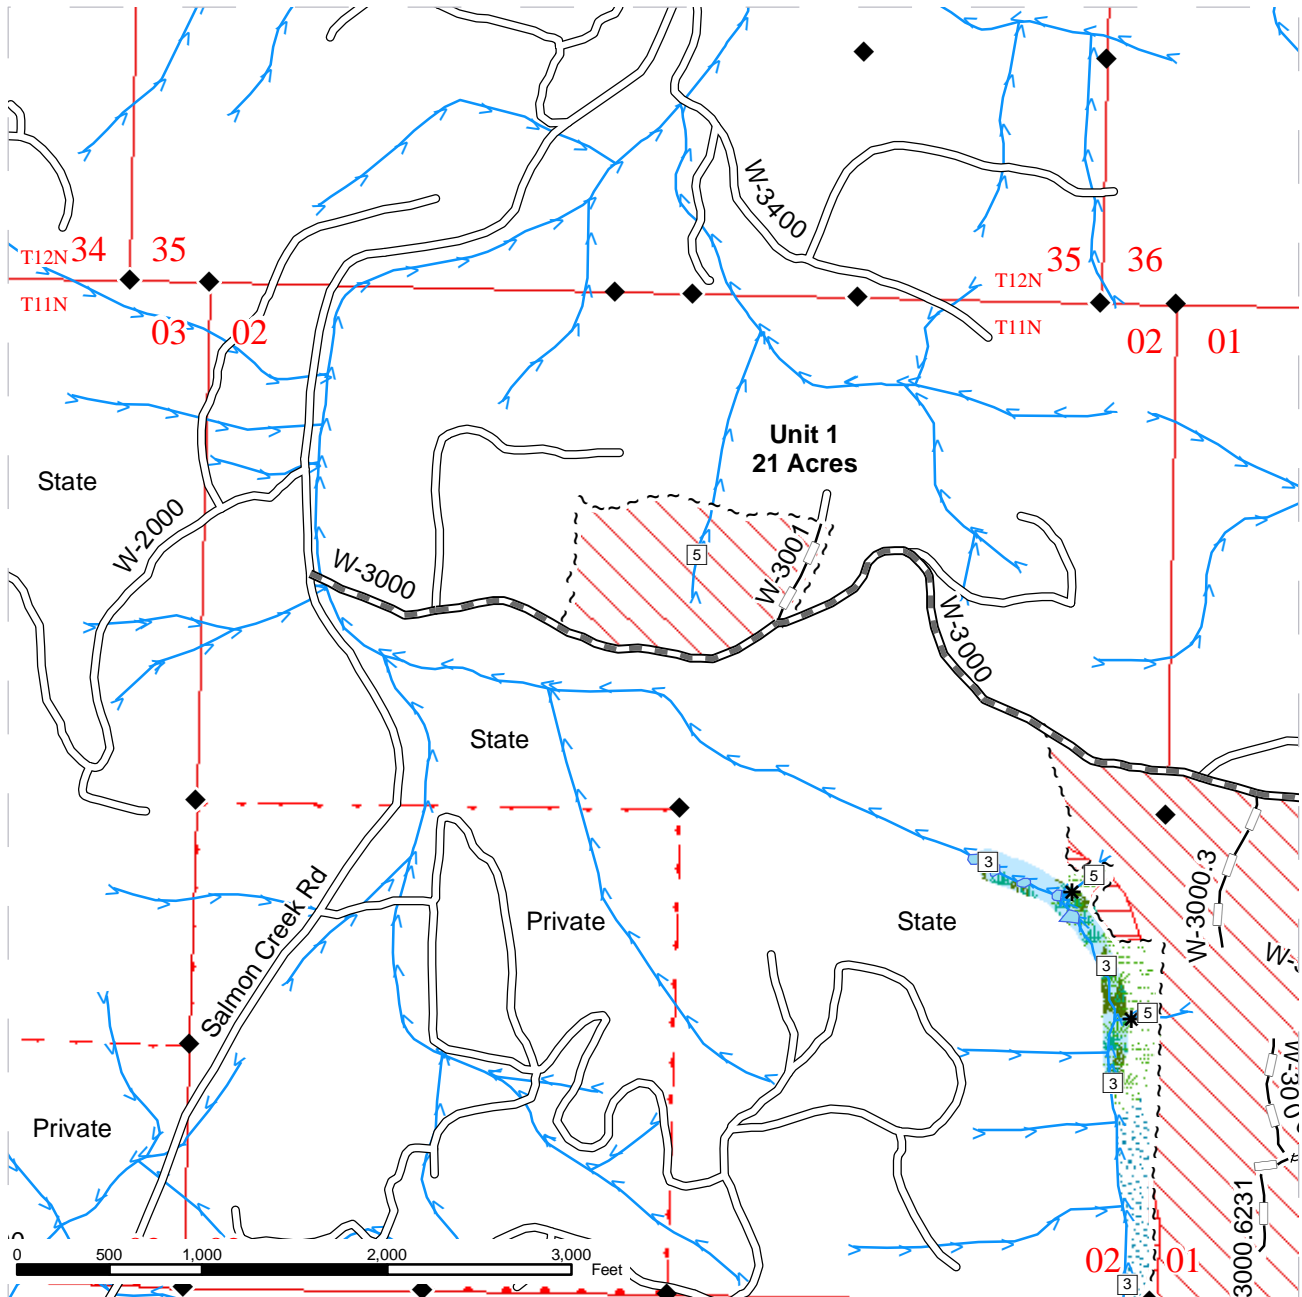 W-3400
T12N
34
35
T11N
03
02
35
36
T12N
T11N
02
01
Unit 1
21 Acres
State
W-2000
W-3000
5
W-3001
W-3000
State
3
5
W-3000.3
Salmon Creek Rd
Private
State
3
5
3
Private
3000.6231
02
01
3
0
500
1,000
2,000
3,000
Feet